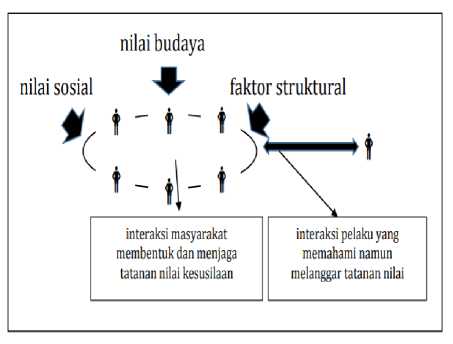 nilai budaya
nilai sosial
faktor struktural
interaksi masyarakat
membentuk dan menjaga
tatanan nilai kesusilaan
interaksi pelaku yang
memahami namun
melanggar tatanan nilai